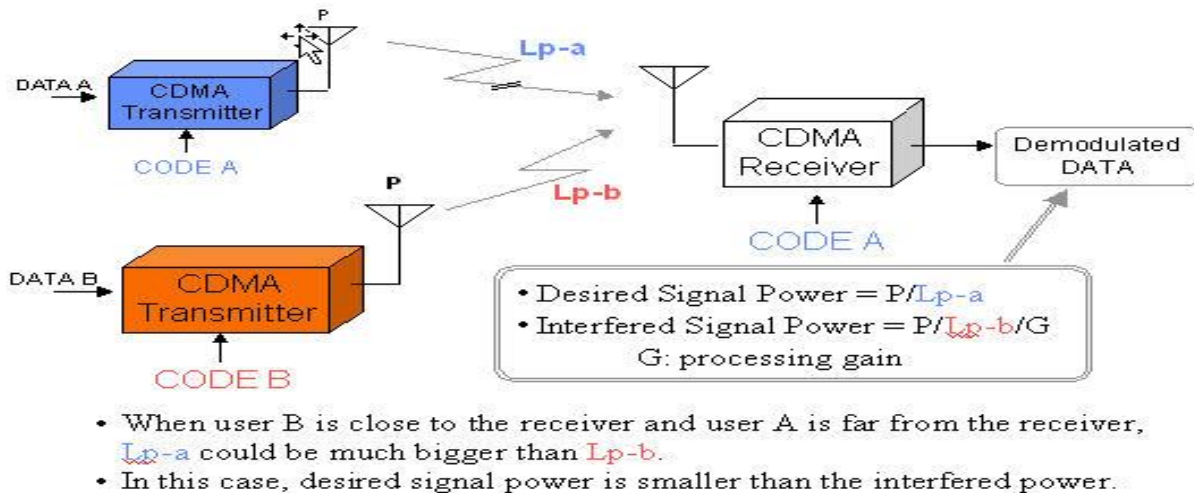 P
Lp-a
DATA A
CDMA
Transmitter
CODE A
CDMA
Receiver
Demodulated
DATA
CODE A
P
Lp-b
DATA B
CDMA
Transmitter
CODE B
• Desired Signal Power = P/Lp-a
• Interfered Signal Power = P/Lp-b/G
G: processing gain
• When user B is close to the receiver and user A is far from the receiver,
Lp-a could be much bigger than Lp-b.
• In this case, desired signal power is smaller than the interfered power.